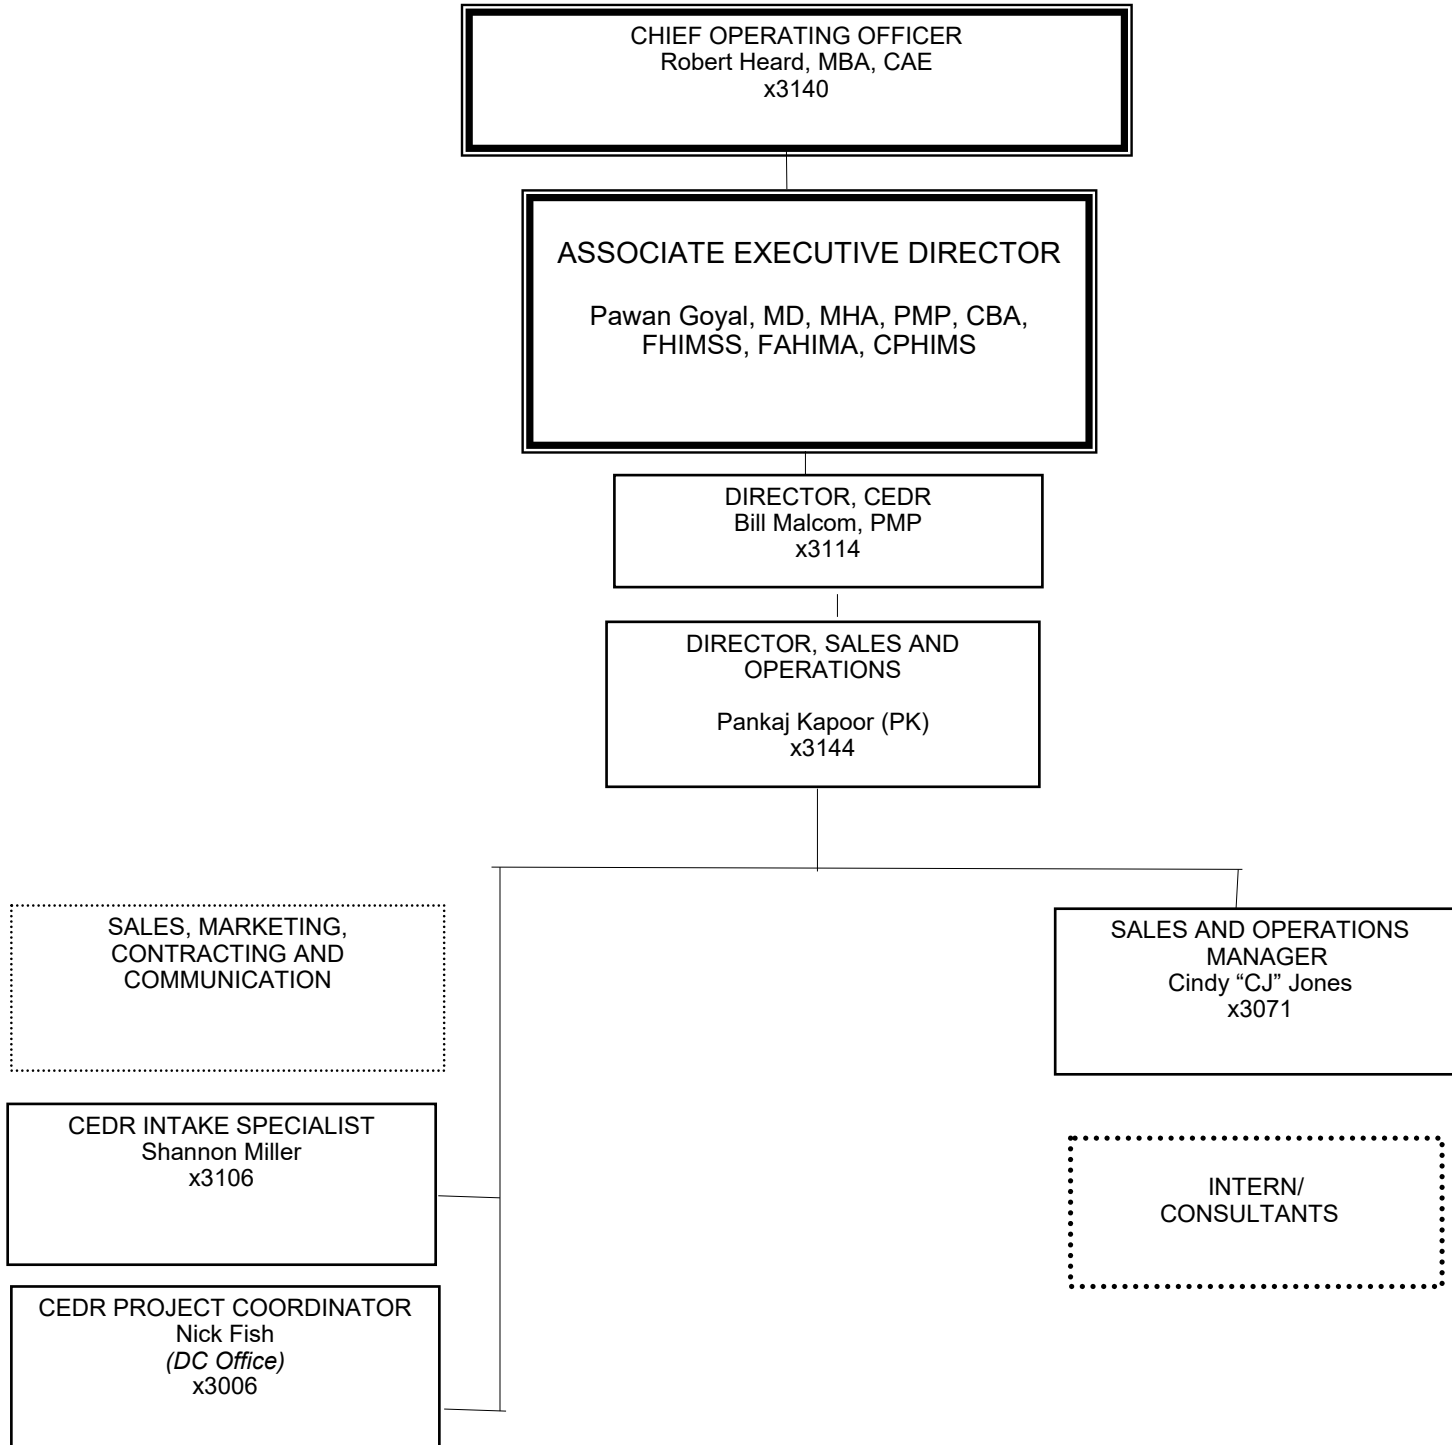 CHIEF OPERATING OFFICER
Robert Heard, MBA, CAE
x3140
ASSOCIATE EXECUTIVE DIRECTOR
Pawan Goyal, MD, MHA, PMP, CBA,
FHIMSS, FAHIMA, CPHIMS
DIRECTOR, CEDR
Bill Malcom, PMP
x3114
DIRECTOR, SALES AND
OPERATIONS
Pankaj Kapoor (PK)
x3144
SALES, MARKETING,
CONTRACTING AND
COMMUNICATION
SALES AND OPERATIONS
MANAGER
Cindy “CJ” Jones
x3071
CEDR INTAKE SPECIALIST
Shannon Miller
x3106
INTERN/
CONSULTANTS
CEDR PROJECT COORDINATOR
Nick Fish
(DC Office)
x3006